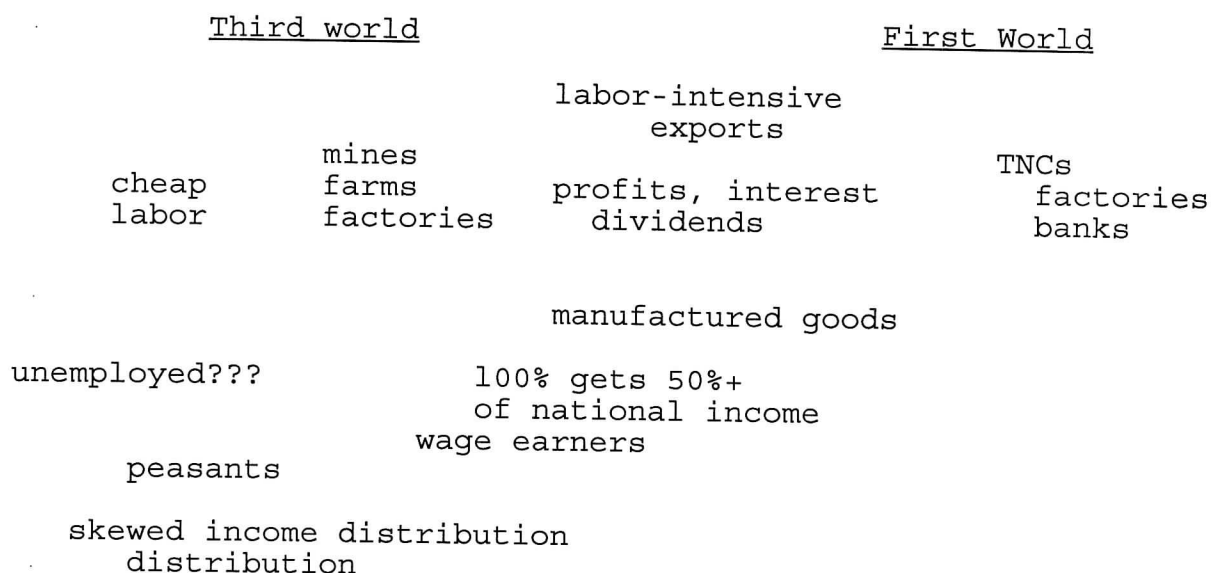 Third world
First World
labor-intensive
exports
mines
TNCs
cheap farms profits, interest factories
labor factories dividends banks
manufactured goods
unemployed??? 100% gets 50%+
of national income
wage earners
peasants
skewed income distribution
distribution